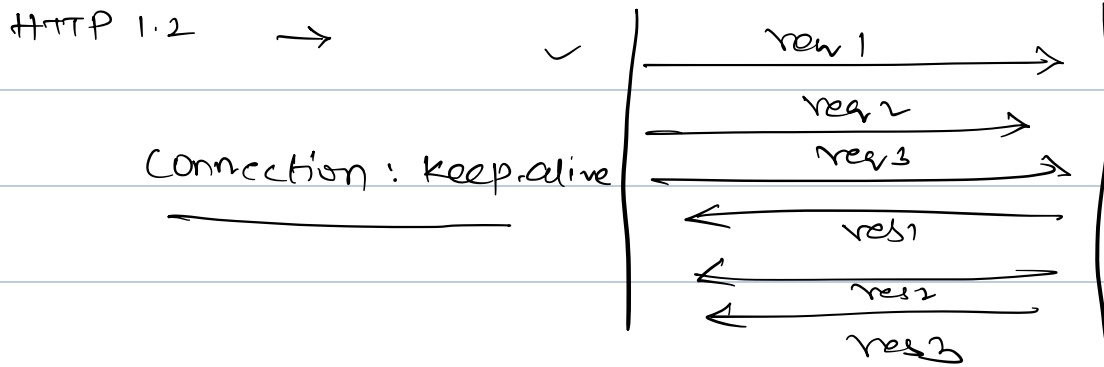 HTTP 1.2 →
Connection : Keep-alive
req 1
req 2
req 3
res1
res2
res3